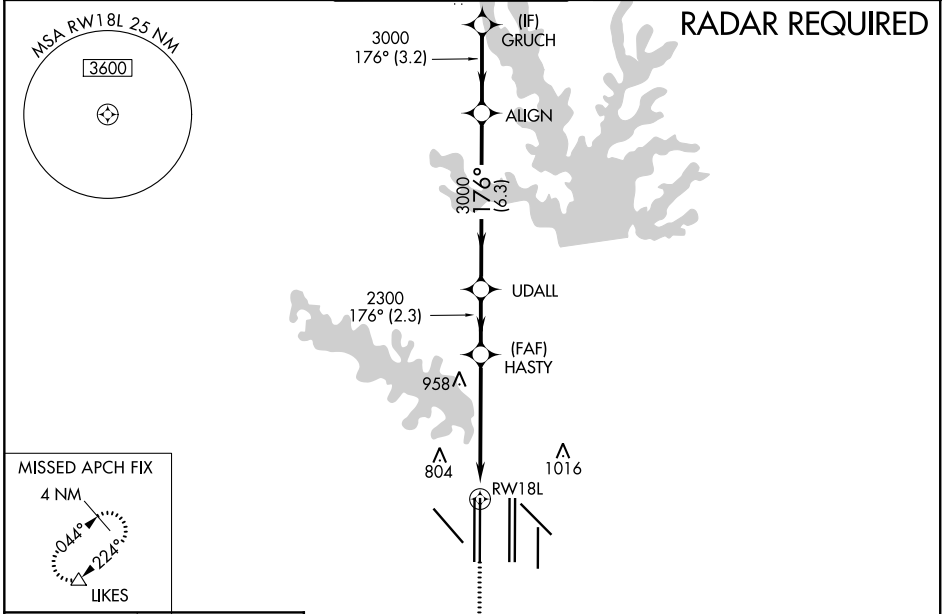 RADAR REQUIRED
MSA RW18L 25 NM
3600
(IF)
GRUCH
3000
176° (3.2)
ALIGN
3000
176°
(6.3)
UDALL
2300
176° (2.3)
(FAF)
HASTY
958
804
1016
RW18L
MISSED APCH FIX
4 NM
044°
224°
LIKES